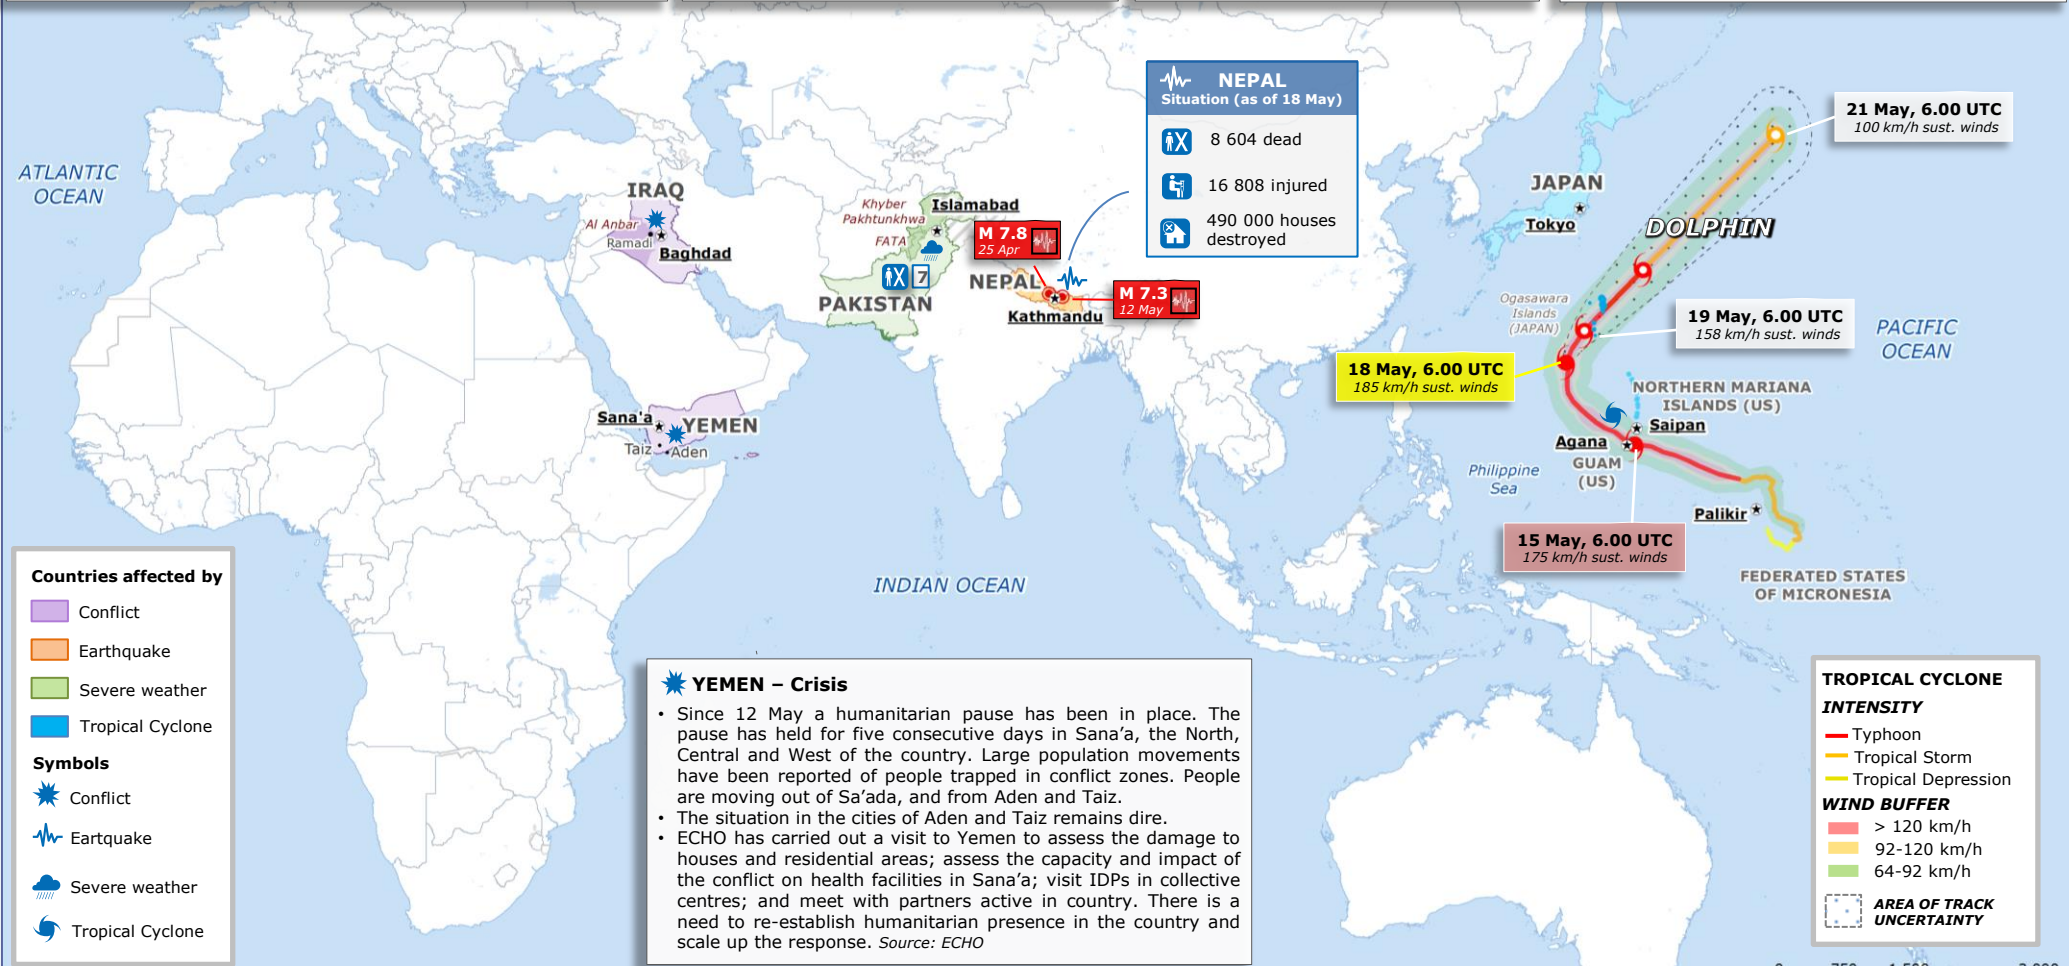 NEPAL
Situation (as of 18 May)
8 604 dead
16 808 injured
490 000 houses
destroyed
21 May, 6.00 UTC
100 km/h sust. winds
ATLANTIC
OCEAN
IRAQ
Al Anbar
Ramadi
Baghdad
Khyber
Pakhtunkhwa
Islamabad
FATA
7
PAKISTAN
M 7.8
25 Apr
NEPAL
Kathmandu
M 7.3
12 May
JAPAN
Tokyo
DOLPHIN
Ogasawara
Islands
(JAPAN)
19 May, 6.00 UTC
158 km/h sust. winds
PACIFIC
OCEAN
18 May, 6.00 UTC
185 km/h sust. winds
NORTHERN MARIANA
ISLANDS (US)
Saipan
Agana
GUAM
(US)
Philippine
Sea
Palikir
15 May, 6.00 UTC
175 km/h sust. winds
FEDERATED STATES
OF MICRONESIA
Sana'a
YEMEN
Taiz
Aden
INDIAN OCEAN
Countries affected by
Conflict
Earthquake
Severe weather
Tropical Cyclone
Symbols
Conflict
Eartquake
Severe weather
Tropical Cyclone
YEMEN – Crisis
• Since 12 May a humanitarian pause has been in place. The
pause has held for five consecutive days in Sana’a, the North,
Central and West of the country. Large population movements
have been reported of people trapped in conflict zones. People
are moving out of Sa’ada, and from Aden and Taiz.
• The situation in the cities of Aden and Taiz remains dire.
• ECHO has carried out a visit to Yemen to assess the damage to
houses and residential areas; assess the capacity and impact of
the conflict on health facilities in Sana’a; visit IDPs in collective
centres; and meet with partners active in country. There is a
need to re-establish humanitarian presence in the country and
scale up the response. Source: ECHO
TROPICAL CYCLONE
INTENSITY
Typhoon
Tropical Storm
Tropical Depression
WIND BUFFER
> 120 km/h
92-120 km/h
64-92 km/h
AREA OF TRACK
UNCERTAINTY